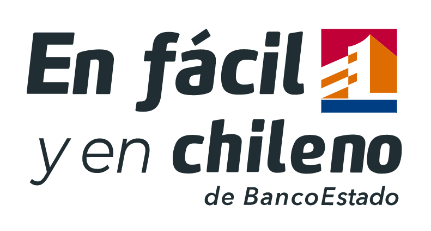 En fácil
y en chileno
de BancoEstado